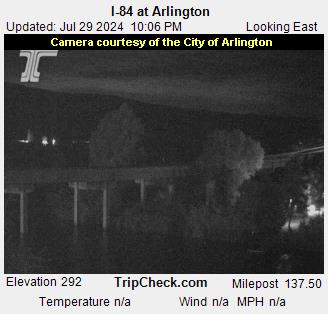 I-84 at Arlington
Updated: Jul 29 2024 10:06 PM Looking East
Camera courtesy of the City of Arlington
Elevation 292 TripCheck.com Milepost 137.50
Temperature n/a Wind n/a MPH n/a